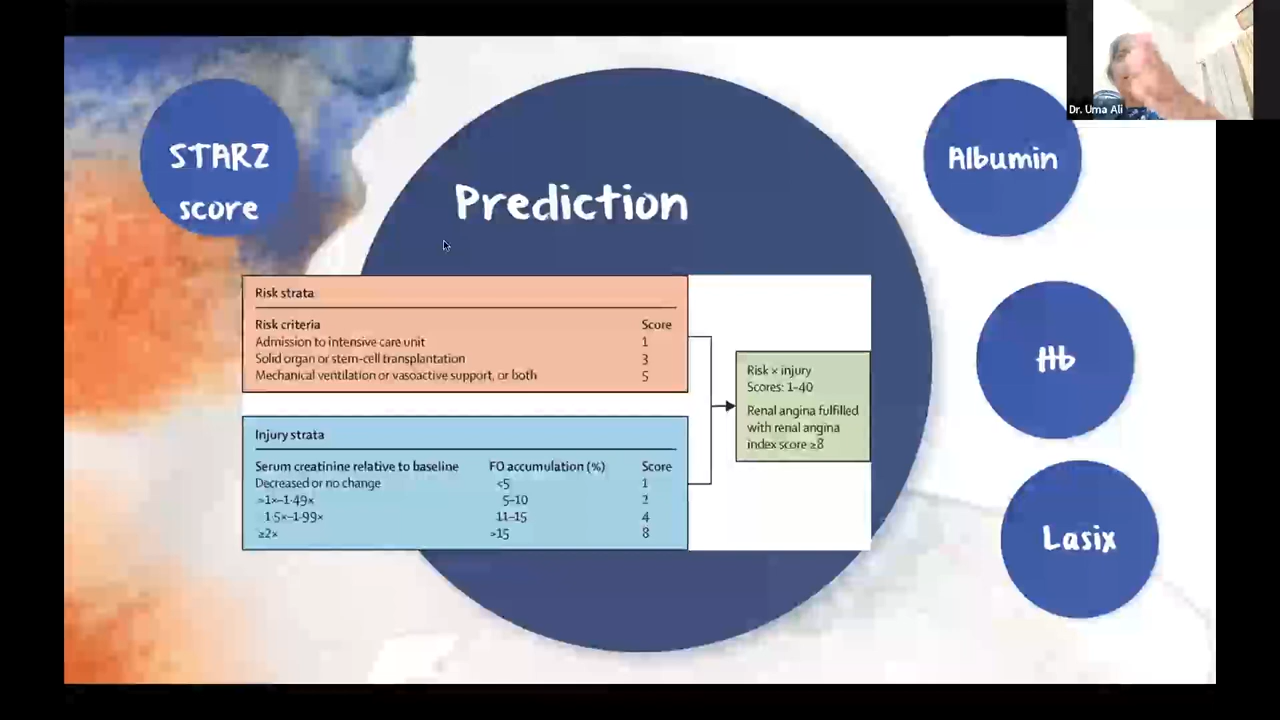 STARZ
score
Prediction
Albumin
Hb
Lasix
Dr. Uma Ali
Risk strata
Risk criteria Score
Admission to intensive care unit 1
Solid organ or stem-cell transplantation 3
Mechanical ventilation or vasoactive support, or both 5
Injury strata
Serum creatinine relative to baseline FO accumulation (%) Score
Decreased or no change <5 1
>1×–1·49× 5–10 2
1·5×–1·99× 11–15 4
≥2× >15 8
Risk × injury
Scores: 1–40
Renal angina fulfilled
with renal angina
index score ≥8